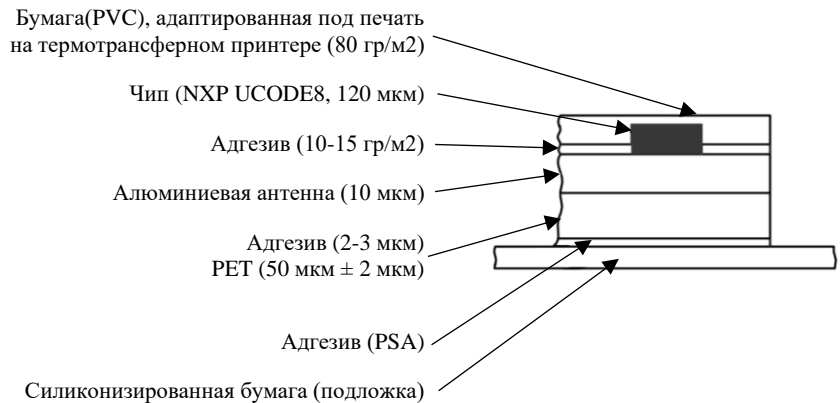 Бумага(PVC), адаптированная под печать
на термотрансферном принтере (80 гр/м2)
Чип (NXP UCODE8, 120 мкм)
Адгезив (10-15 гр/м2)
Алюминиевая антенна (10 мкм)
Адгезив (2-3 мкм)
PET (50 мкм ± 2 мкм)
Адгезив (PSA)
Силиконизированная бумага (подложка)